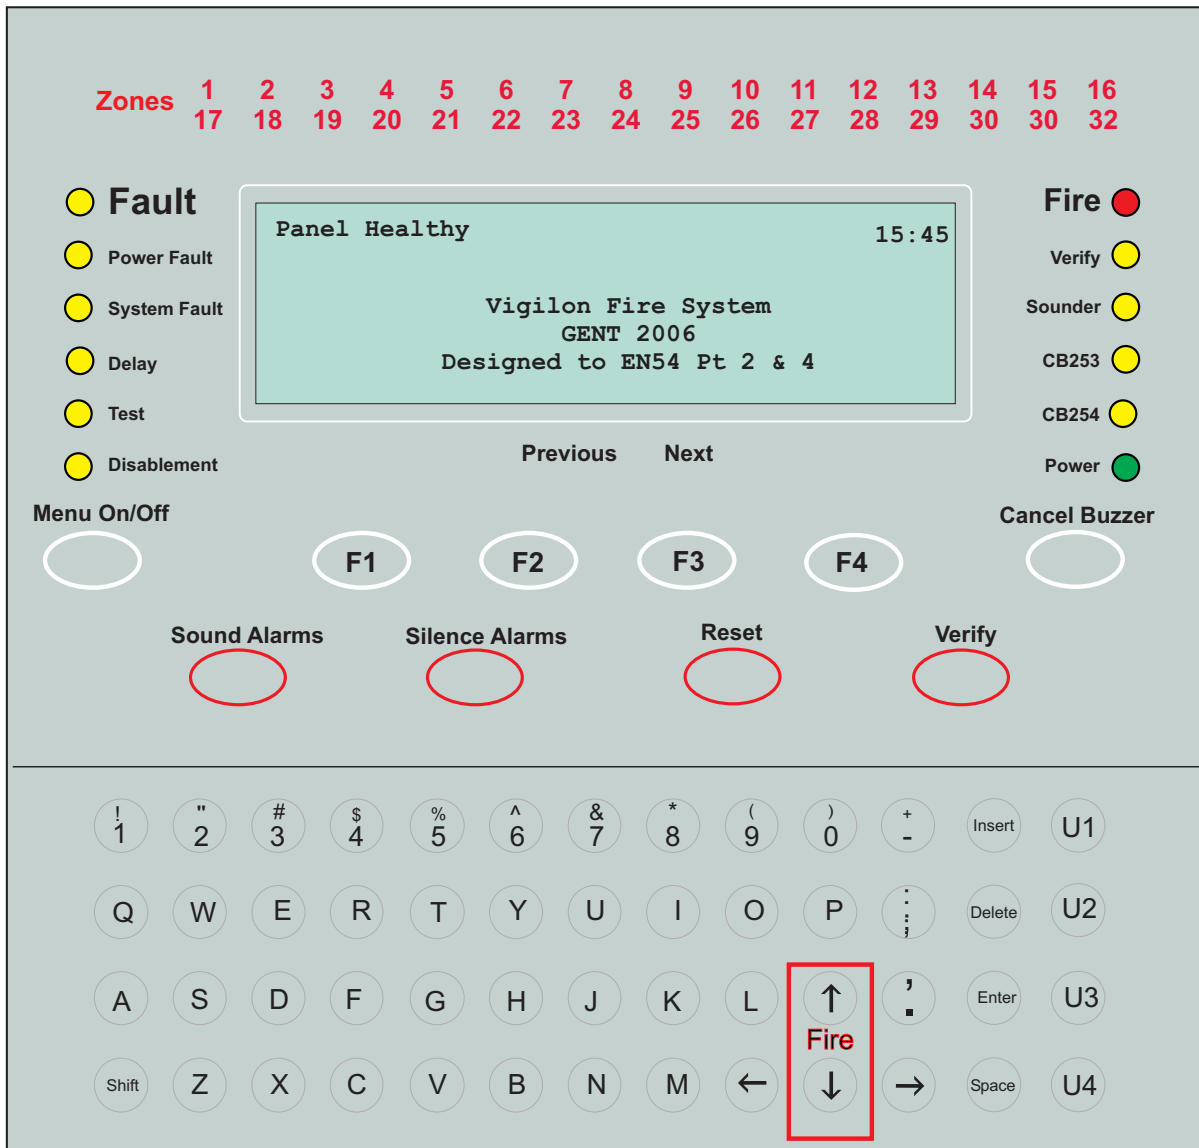 Zones 1 2 3 4 5 6 7 8 9 10 11 12 13 14 15 16
17 18 19 20 21 22 23 24 25 26 27 28 29 30 30 32
Fault
Power Fault
System Fault
Delay
Test
Disablement
Panel Healthy 15:45
Vigilon Fire System
GENT 2006
Designed to EN54 Pt 2 & 4
Fire
Verify
Sounder
CB253
CB254
Power
Previous Next
Menu On/Off Cancel Buzzer
F1 F2 F3 F4
Sound Alarms Silence Alarms Reset Verify
! " # $ % ^ & * ( ) +
1 2 3 4 5 6 7 8 9 0 - Insert U1
Q W E R T Y U I O P : ; Delete U2
A S D F G H J K L ↑ , . Enter U3
Fire
Shift Z X C V B N M ← ↓ → Space U4